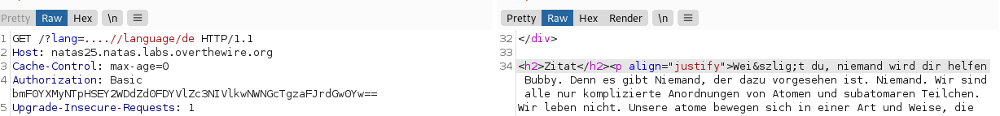 Pretty Raw Hex \n
1 GET /?lang=....//language/de HTTP/1.1
2 Host: natas25.natas.labs.overthewire.org
3 Cache-Control: max-age=0
4 Authorization: Basic
bmF0YXMyNTpHSEY2WDdZd0FDYVlZc3NIVlkwNWNGcTgzaFJrdGw0Yw==
5 Upgrade-Insecure-Requests: 1
Pretty Raw Hex Render \n
32 </div>
33
34 <h2>Zitat</h2><p align="justify">Wei&szlig;t du, niemand wird dir helfen
Bubby. Denn es gibt Niemand, der dazu vorgesehen ist. Niemand. Wir sind
alle nur komplizierte Anordnungen von Atomen und subatomaren Teilchen.
Wir leben nicht. Unsere atome bewegen sich in einer Art und Weise, die